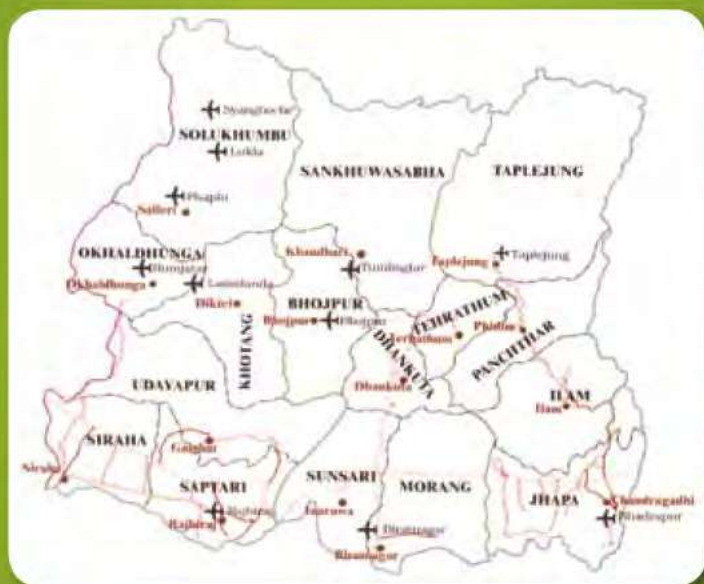 Syangboche
SOLUKHUMBU
Lukla
SANKHUWASABHA
TAPLEJUNG
Phaplu
Salleri
OKHALDHUNGA
Khandbari
Taplejung
Taplejung
Tumlingtar
Rumjatar
Lamidanda
Okhaldhunga
Diktel
BHOJPUR
TEHRATHUM
Bhojpur
Bhojpur
Phidim
Terhathum
PANCHTHAR
DHANKUTA
KHOTANG
Dhankuta
UDAYAPUR
ILAM
Ilam
SIRAHA
Gaighat
Siraha
SAPTARI
SUNSARI
MORANG
JHAPA
Inaruwa
Chandragadhi
Rajbiraj
Rajbiraj
Bhadrapur
Biratnagar
Biratnagar